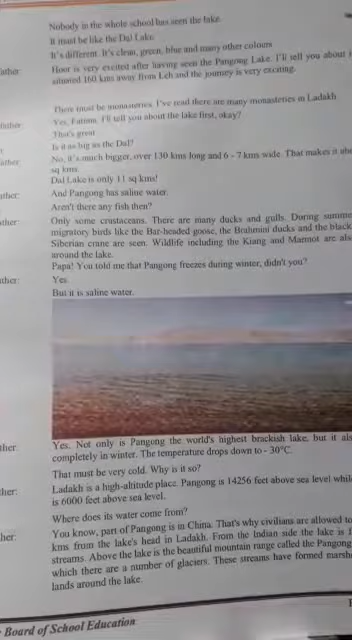 Nobody in the whole school has seen the lake.
It must be like the Dal Lake.
It's different. It's clean, green, blue and many other colours
ather: Hoor is very excited after having seen the Pangong Lake. I'll tell you about
situated 160 kms away from Leh and the journey is very exciting.
There must be monasteries. I've read there are many monasteries in Ladakh
ather: Yes, Fatima. I'll tell you about the lake first, okay?
That's great
Is it as big as the Dal?
ather: No, it's much bigger, over 130 kms long and 6 - 7 kms wide. That makes it
sq kms.
Dal Lake is only 11 sq kms!
ather: And Pangong has saline water.
Aren't there any fish then?
ther: Only some crustaceans. There are many ducks and gulls. During summe
migratory birds like the Bar-headed goose, the Brahmini ducks and the black
Siberian crane are seen. Wildlife including the Kiang and Marmot are als
around the lake.
Papa! You told me that Pangong freezes during winter, didn't you?
ther: Yes.
But it is saline water.
ther: Yes. Not only is Pangong the world's highest brackish lake, but it als
completely in winter. The temperature drops down to - 30°C.
That must be very cold. Why is it so?
her: Ladakh is a high-altitude place. Pangong is 14256 feet above sea level whil
is 6000 feet above sea level.
Where does its water come from?
her: You know, part of Pangong is in China. That's why civilians are allowed to
kms from the lake's head in Ladakh. From the Indian side the lake is
streams. Above the lake is the beautiful mountain range called the Pangong
which there are a number of glaciers. These streams have formed marsh
lands around the lake.
Board of School Education